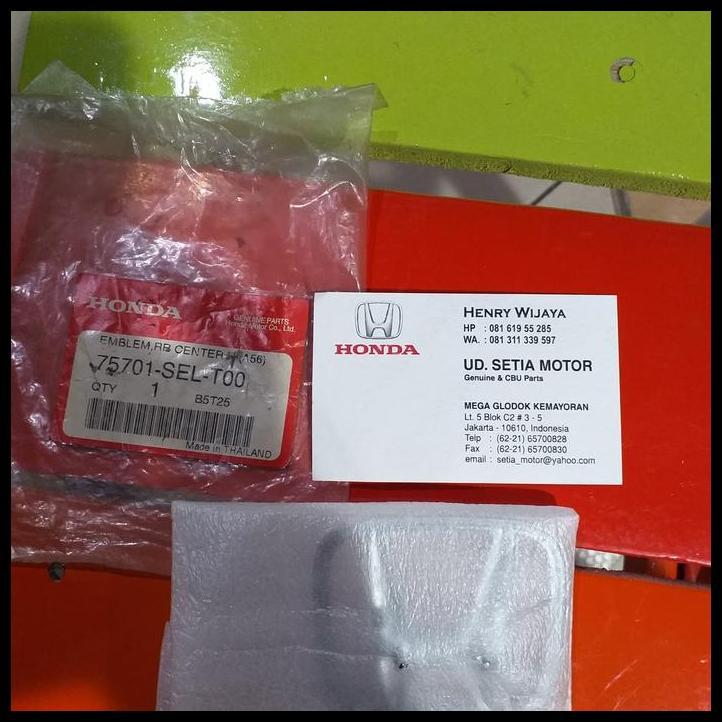 HONDA
GENUINE PARTS
Honda Motor Co., Ltd.
EMBLEM,RR CENTER(H)(A56)
75701-SEL-T00
QTY 1 B5T25
Made in THAILAND
HONDA
HENRY WIJAYA
HP : 081 619 55 285
WA. : 081 311 339 597
UD. SETIA MOTOR
Genuine & CBU Parts
MEGA GLODOK KEMAYORAN
Lt. 5 Blok C2 # 3 - 5
Jakarta - 10610, Indonesia
Telp : (62-21) 65700828
Fax : (62-21) 65700830
email : setia_motor@yahoo.com